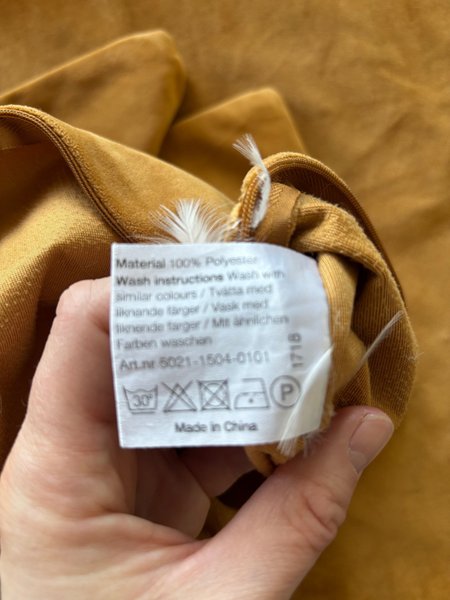 Material 100% Polyester
Wash instructions Wash with
similar colours / Tvätta med
liknande färger / Vask med
liknende farger / Mit ähnlichen
Farben waschen
Art.nr 6021-1504-0101
1718
30°
P
Made in China